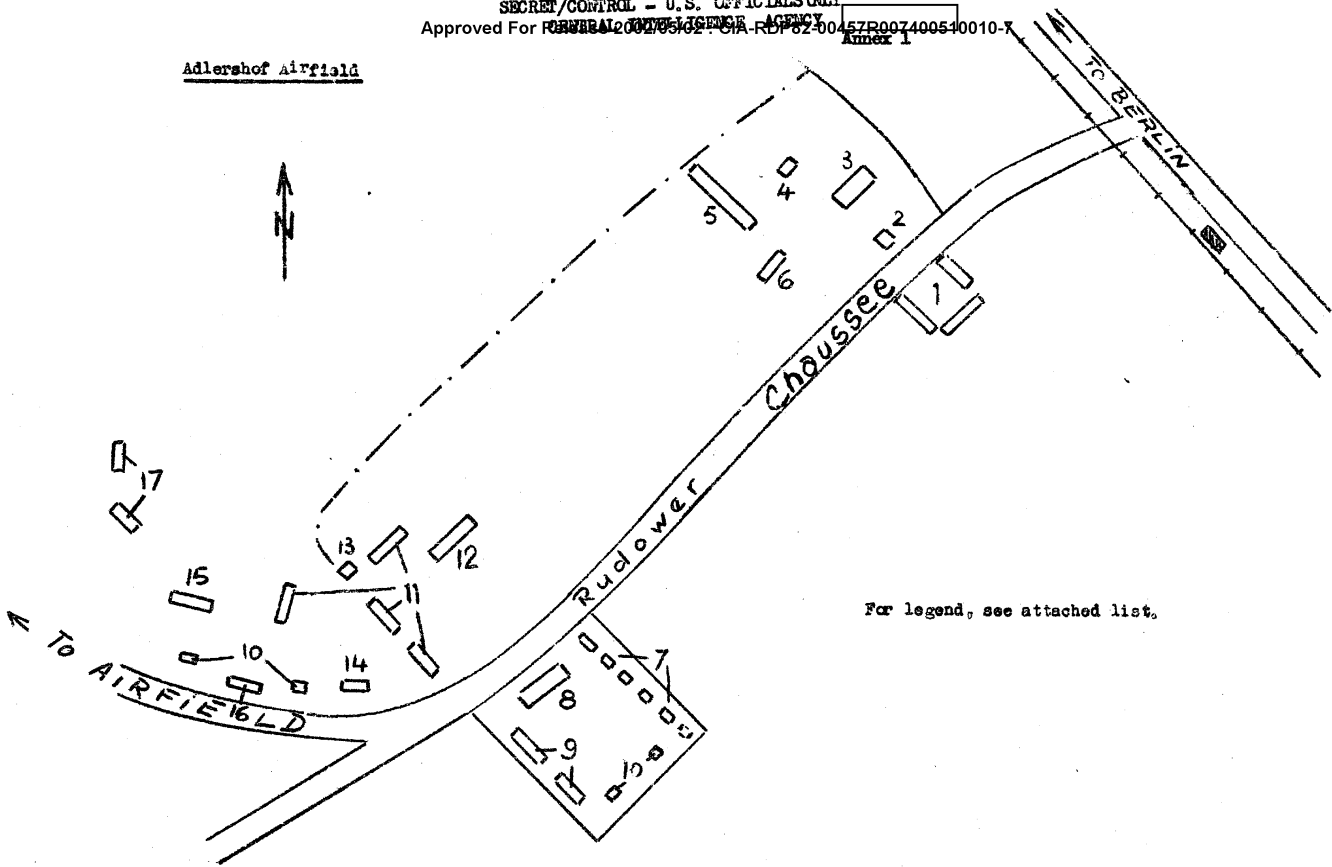 SECRET/CONTROL - U.S. OFFICIALS ONLY
CENTRAL INTELLIGENCE AGENCY
Approved For Release 2002/05/02 : CIA-RDP82-00457R007400510010-7
Annex 1
Adlershof Airfield
TO BERLIN
N
3
4
5
2
6
1
Rudower Chaussee
17
13
12
15
11
For legend, see attached list.
10
14
7
To AIRFIELD
16
8
9
10